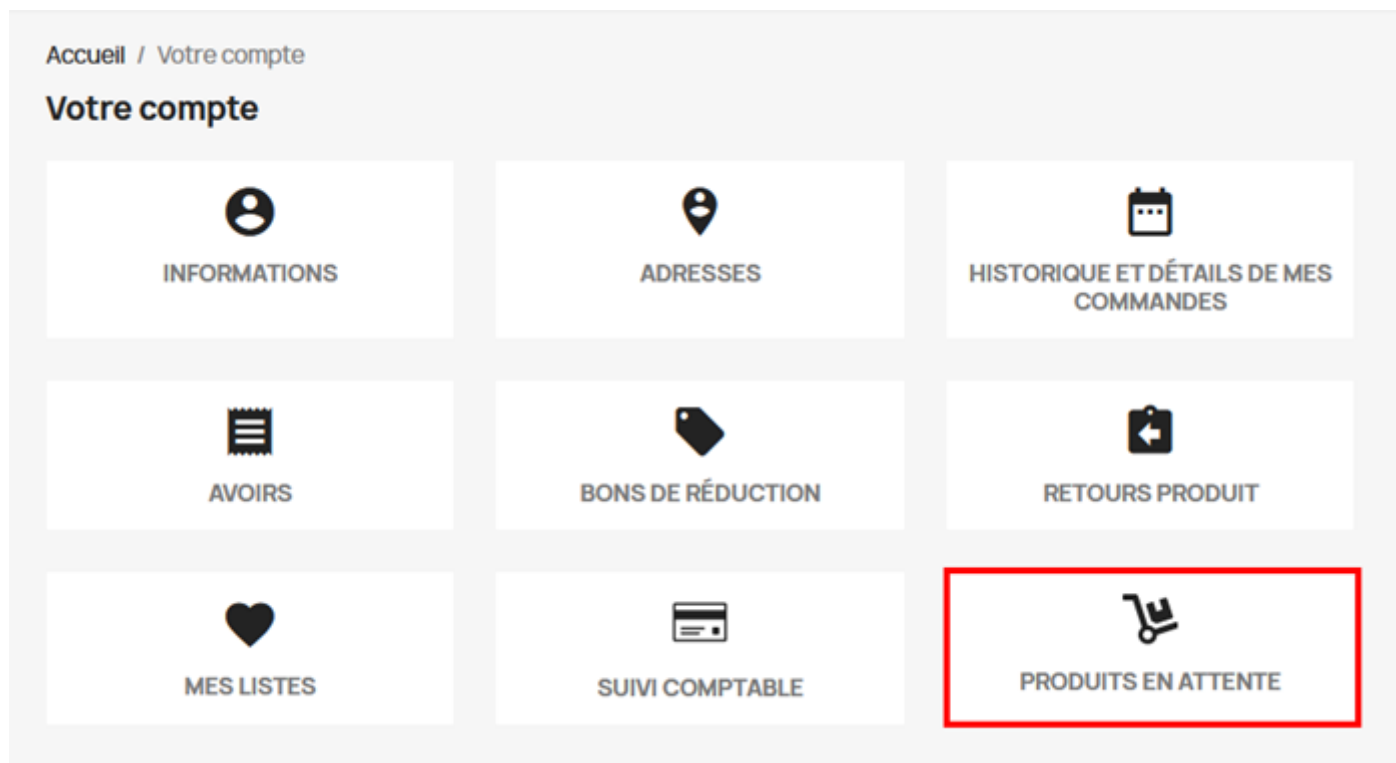 Accueil / Votre compte
Votre compte
INFORMATIONS
ADRESSES
HISTORIQUE ET DÉTAILS DE MES
COMMANDES
AVOIRS
BONS DE RÉDUCTION
RETOURS PRODUIT
MES LISTES
SUIVI COMPTABLE
PRODUITS EN ATTENTE